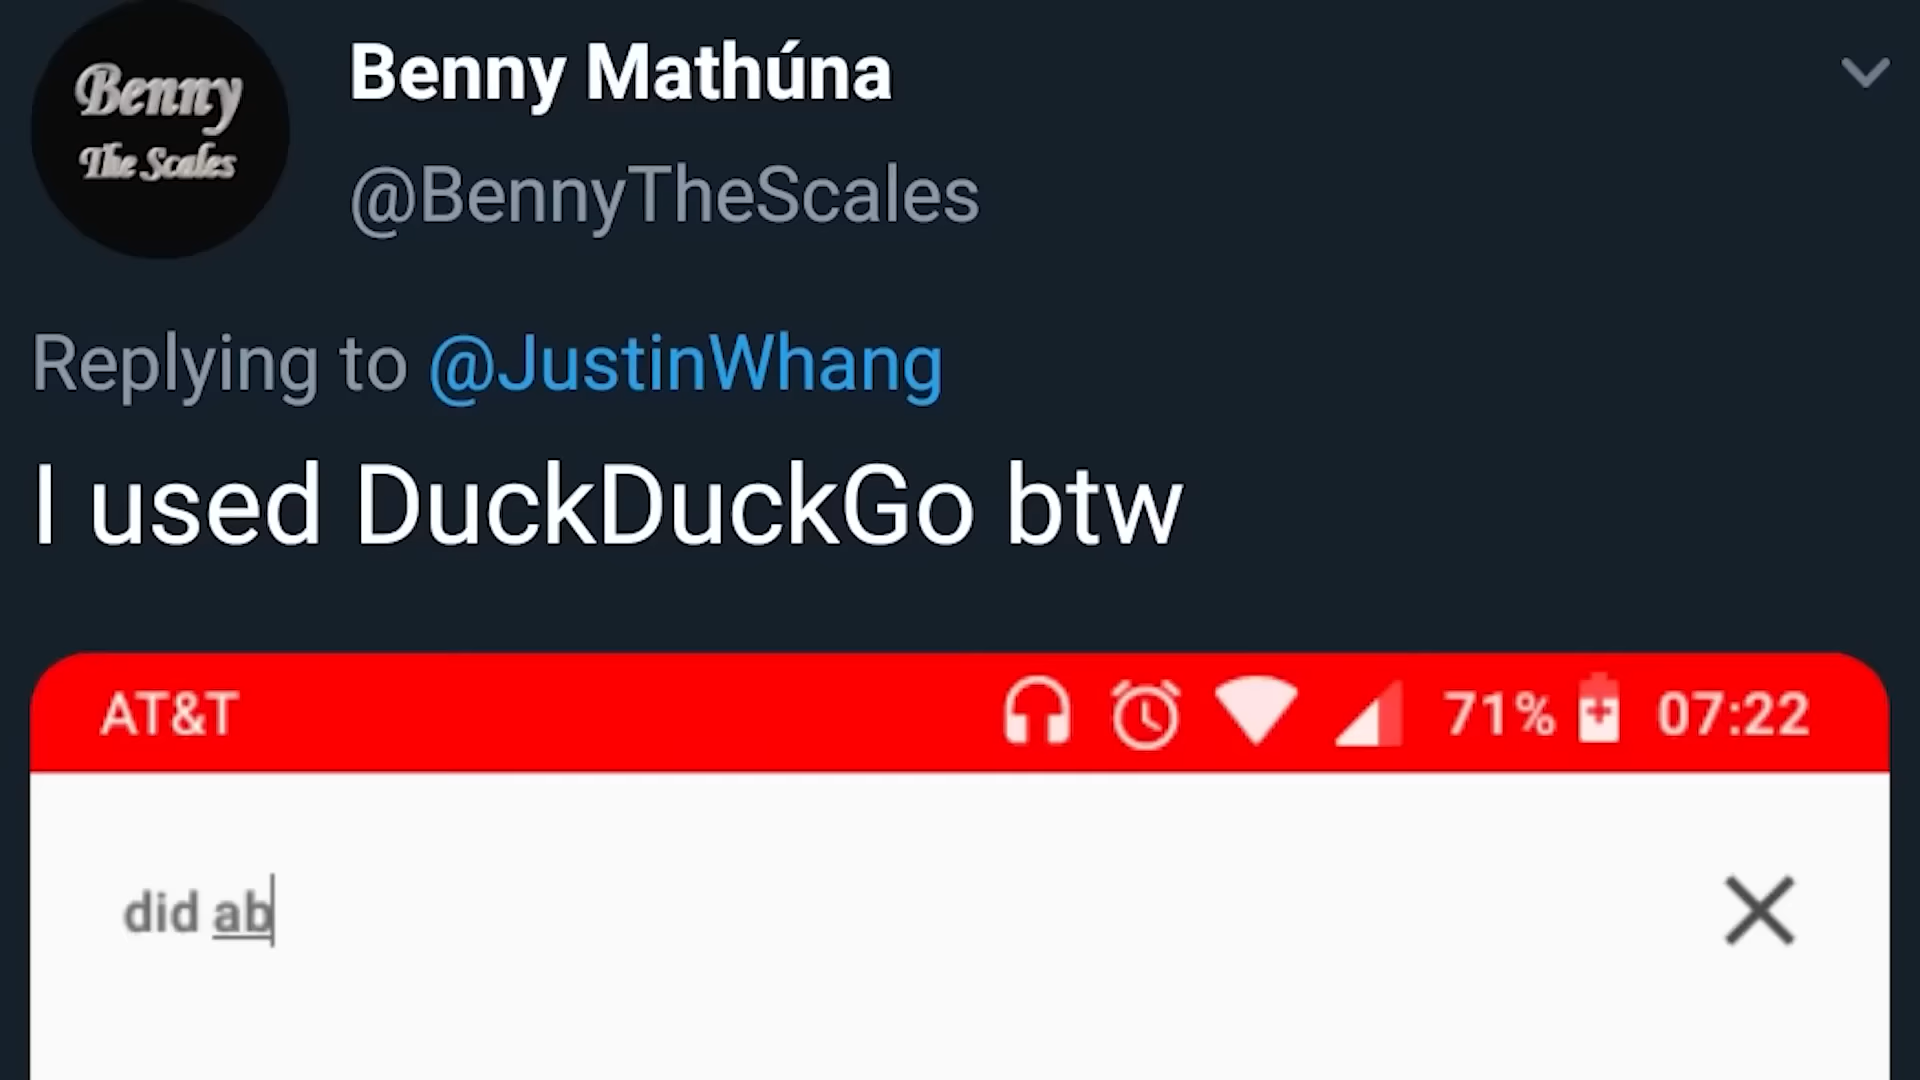 Benny
The Scales
Benny Mathúna
@BennyTheScales
Replying to @JustinWhang
I used DuckDuckGo btw
AT&T 71% 07:22
did ab